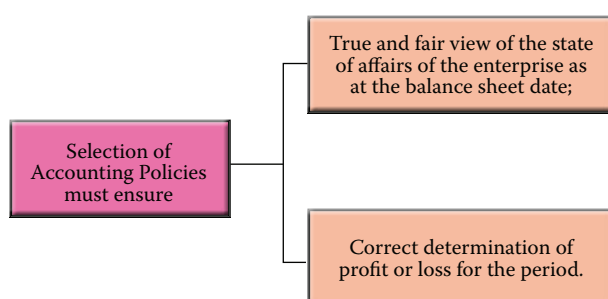 True and fair view of the state
of affairs of the enterprise as
at the balance sheet date;
Selection of
Accounting Policies
must ensure
Correct determination of
profit or loss for the period.